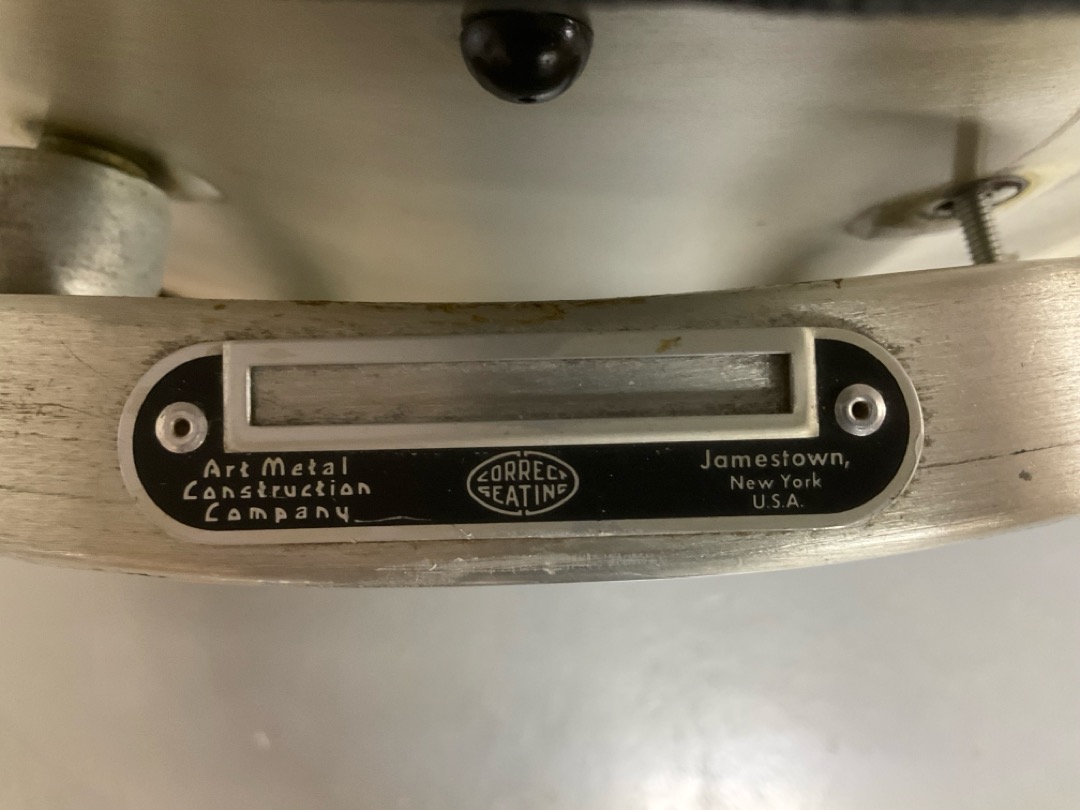 Art Metal
Construction
Company
CORRECT
SEATING
Jamestown,
New York
U.S.A.